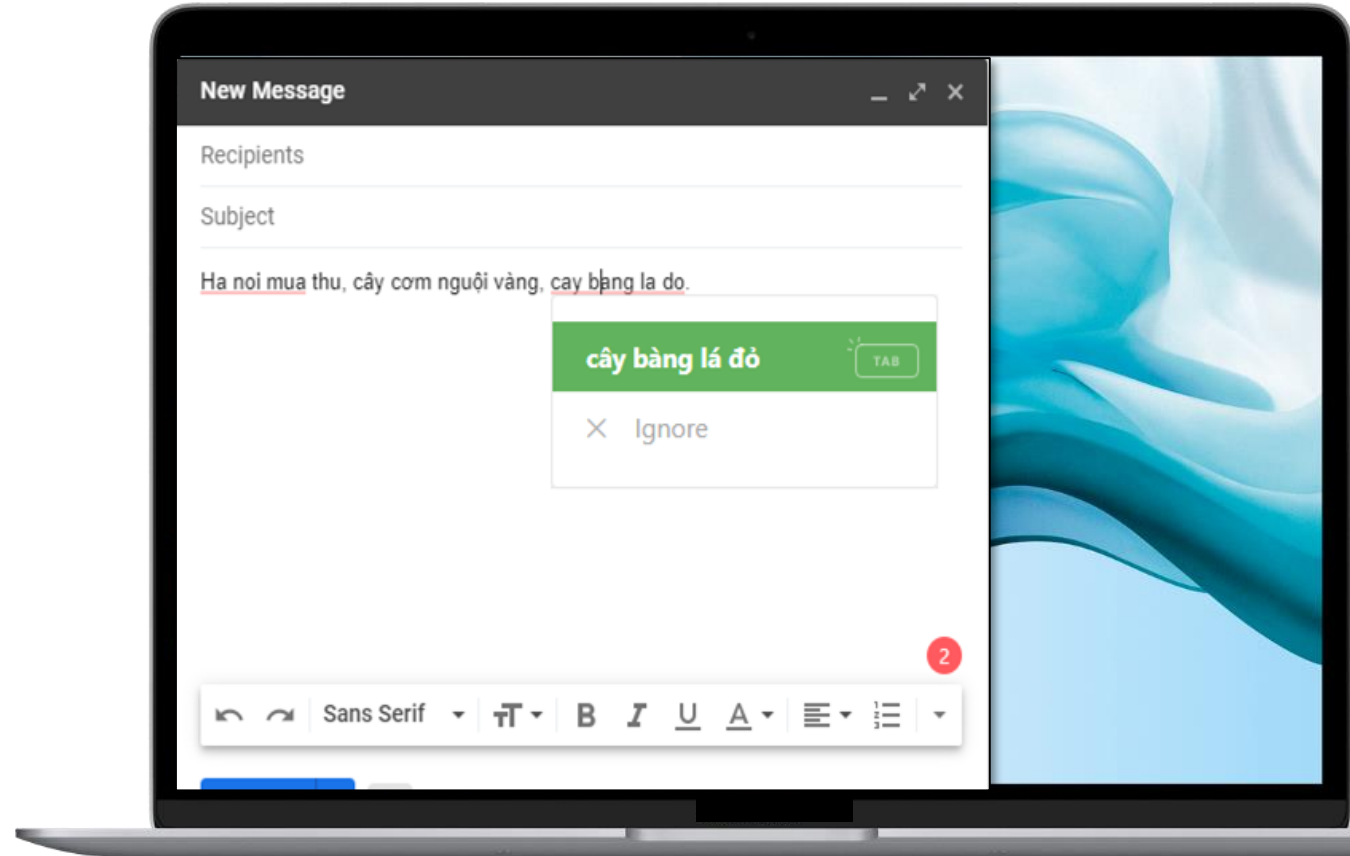 New Message
Recipients
Subject
Ha noi mua thu, cây cơm nguội vàng, cay bang la do.
cây bàng lá đỏ TAB
Ignore
2
Sans Serif